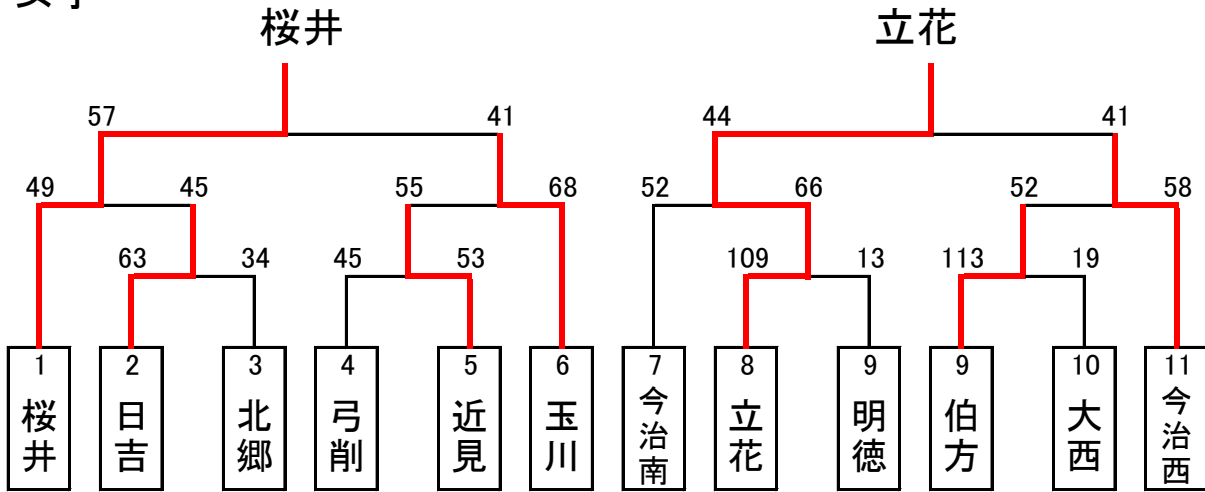 桜井 立花
57 41 44 41
49 45 55 68 52 66 52 58
63 34 45 53 109 13 113 19
1 2 3 4 5 6 7 8 9 9 10 11
桜井 日吉 北郷 弓削 近見 玉川 今治南 立花 明徳 伯方 大西 今治西